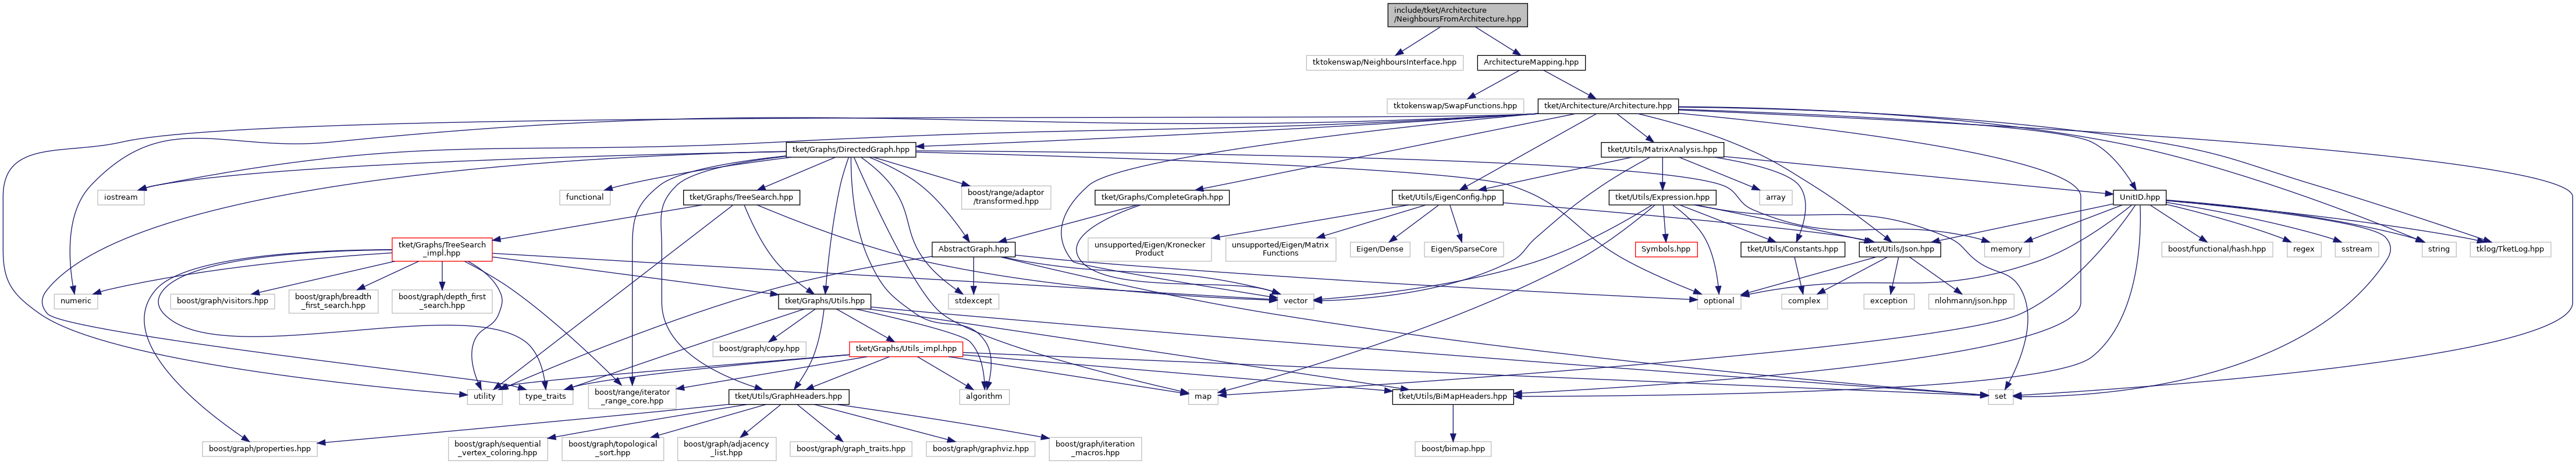 include/tket/Architecture
/NeighboursFromArchitecture.hpp
tktokenswap/NeighboursInterface.hpp
ArchitectureMapping.hpp
tktokenswap/SwapFunctions.hpp
tket/Architecture/Architecture.hpp
tket/Graphs/DirectedGraph.hpp
tket/Utils/MatrixAnalysis.hpp
iostream
functional
tket/Graphs/TreeSearch.hpp
boost/range/adaptor
/transformed.hpp
tket/Graphs/CompleteGraph.hpp
tket/Utils/EigenConfig.hpp
tket/Utils/Expression.hpp
array
UnitID.hpp
tket/Graphs/TreeSearch
_impl.hpp
AbstractGraph.hpp
unsupported/Eigen/Kronecker
Product
unsupported/Eigen/Matrix
Functions
Eigen/Dense
Eigen/SparseCore
Symbols.hpp
tket/Utils/Constants.hpp
tket/Utils/Json.hpp
memory
boost/functional/hash.hpp
regex
sstream
string
tklog/TketLog.hpp
numeric
boost/graph/visitors.hpp
boost/graph/breadth
_first_search.hpp
boost/graph/depth_first
_search.hpp
tket/Graphs/Utils.hpp
stdexcept
vector
optional
complex
exception
nlohmann/json.hpp
boost/graph/copy.hpp
tket/Graphs/Utils_impl.hpp
utility
type_traits
boost/range/iterator
_range_core.hpp
tket/Utils/GraphHeaders.hpp
algorithm
map
tket/Utils/BiMapHeaders.hpp
set
boost/graph/properties.hpp
boost/graph/sequential
_vertex_coloring.hpp
boost/graph/topological
_sort.hpp
boost/graph/adjacency
_list.hpp
boost/graph/graph_traits.hpp
boost/graph/graphviz.hpp
boost/graph/iteration
_macros.hpp
boost/bimap.hpp